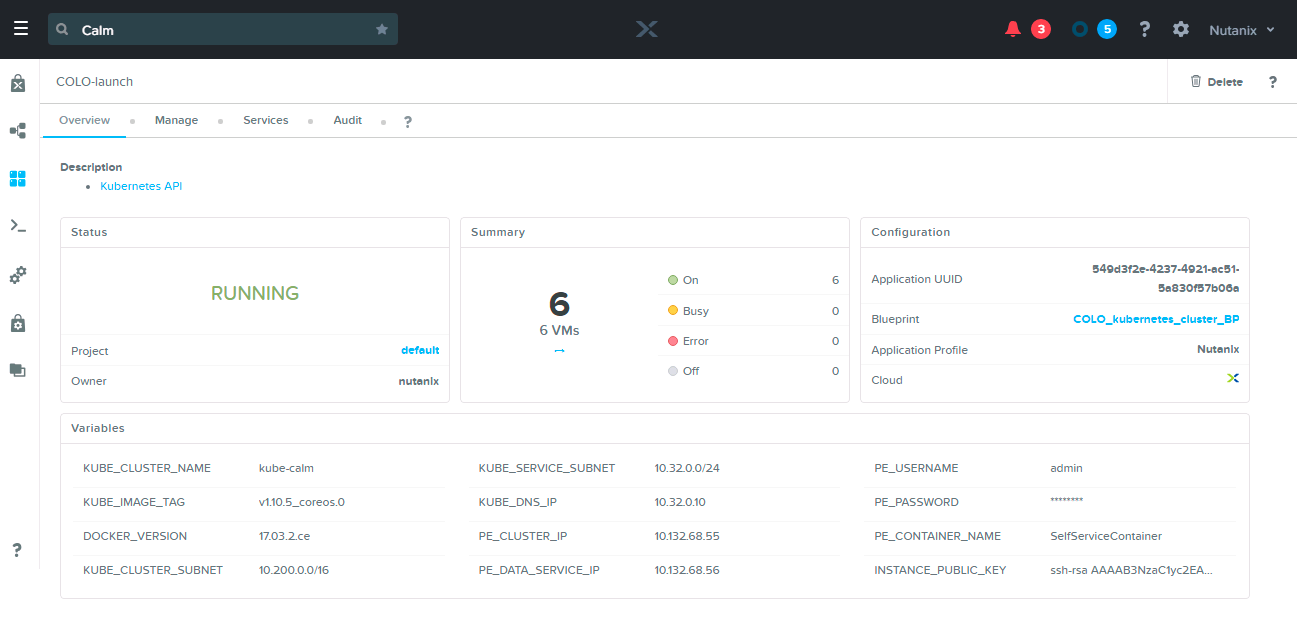 Calm
3
5
?
Nutanix
COLO-launch
Delete
?
Overview
Manage
Services
Audit
?
Description
Kubernetes API
Status
RUNNING
Project default
Owner nutanix
Summary
6
6 VMs
On 6
Busy 0
Error 0
Off 0
Configuration
Application UUID 549d3f2e-4237-4921-ac51-
5a830f57b06a
Blueprint COLO_kubernetes_cluster_BP
Application Profile Nutanix
Cloud
Variables
KUBE_CLUSTER_NAME kube-calm
KUBE_SERVICE_SUBNET 10.32.0.0/24
PE_USERNAME admin
KUBE_IMAGE_TAG v1.10.5_coreos.0
KUBE_DNS_IP 10.32.0.10
PE_PASSWORD ********
DOCKER_VERSION 17.03.2.ce
PE_CLUSTER_IP 10.132.68.55
PE_CONTAINER_NAME SelfServiceContainer
KUBE_CLUSTER_SUBNET 10.200.0.0/16
PE_DATA_SERVICE_IP 10.132.68.56
INSTANCE_PUBLIC_KEY ssh-rsa AAAAB3NzaC1yc2EA...
?